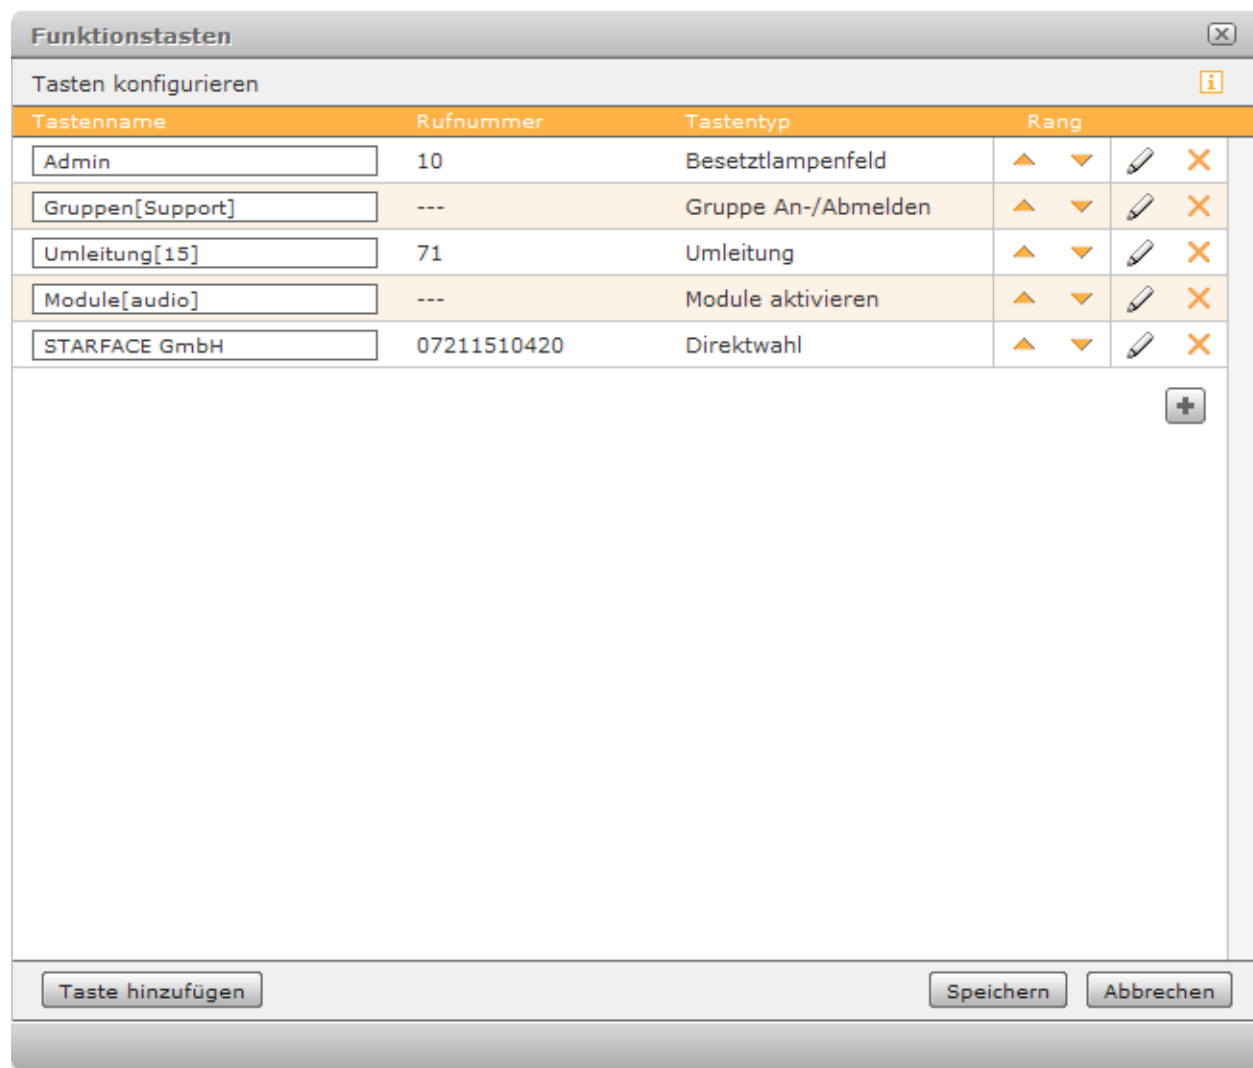 Funktionstasten
Tasten konfigurieren
Tastenname Rufnummer Tastentyp Rang
Admin 10 Besetztlampenfeld
Gruppen[Support] --- Gruppe An-/Abmelden
Umleitung[15] 71 Umleitung
Module[audio] --- Module aktivieren
STARFACE GmbH 07211510420 Direktwahl
Taste hinzufügen Speichern Abbrechen